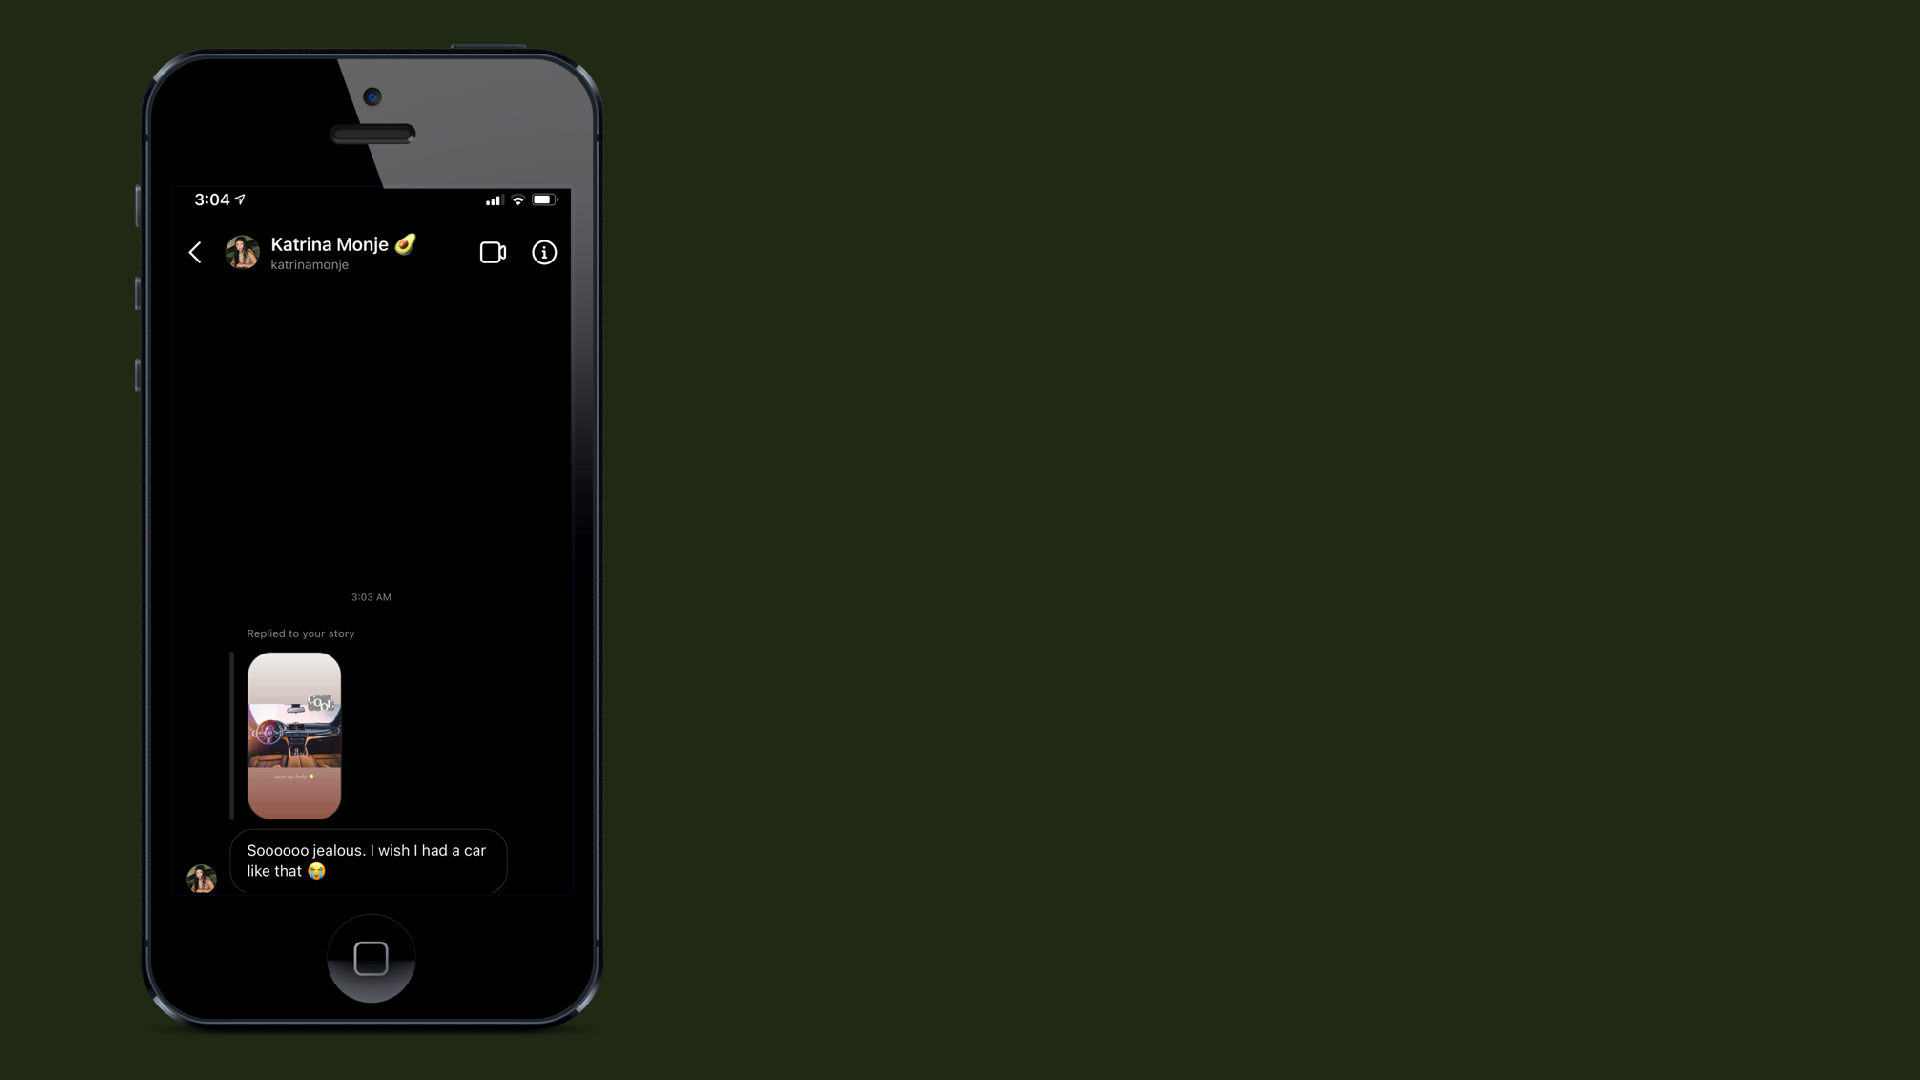 3:04
Katrina Monje 🥑
katrinamonje
3:03 AM
Replied to your story
COOL
Soooooo jealous. I wish I had a car
like that 😭